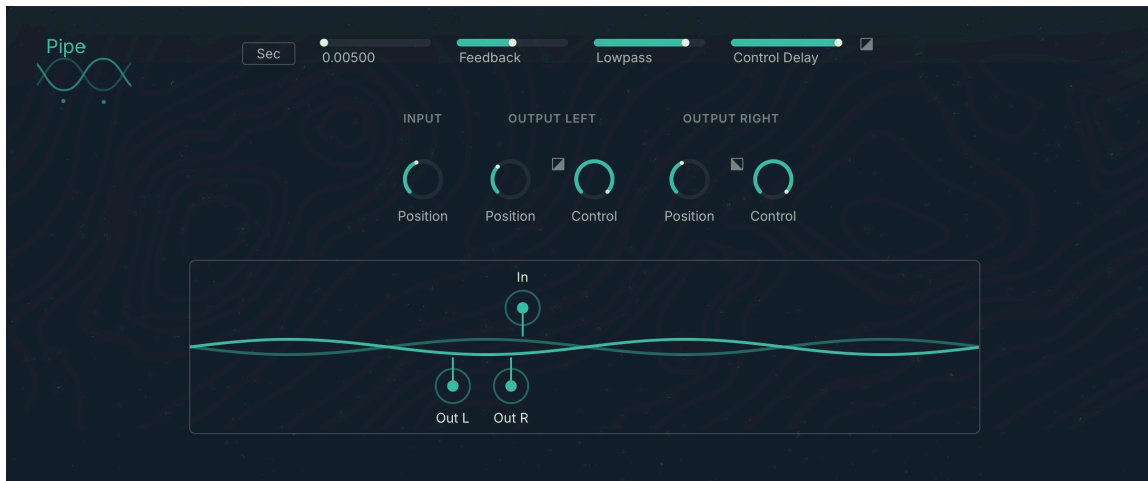 Pipe
Sec
0.00500
Feedback
Lowpass
Control Delay
INPUT
OUTPUT LEFT
OUTPUT RIGHT
Position
Position
Control
Position
Control
In
Out L
Out R